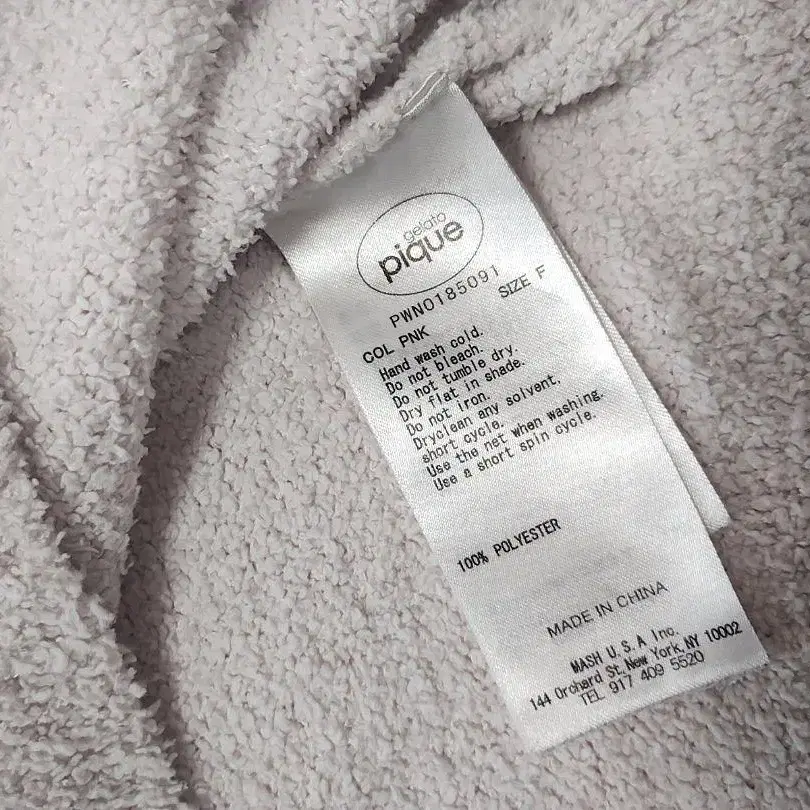 gelato
pique
PWNO185091
COL PNK SIZE F
Hand wash cold.
Do not bleach.
Do not tumble dry.
Dry flat in shade.
Do not iron.
Dryclean any solvent,
short cycle.
Use the net when washing.
Use a short spin cycle.
100% POLYESTER
MADE IN CHINA
MASH U.S.A Inc.
144 Orchard St, New York, NY 10002
TEL 917 409 5520